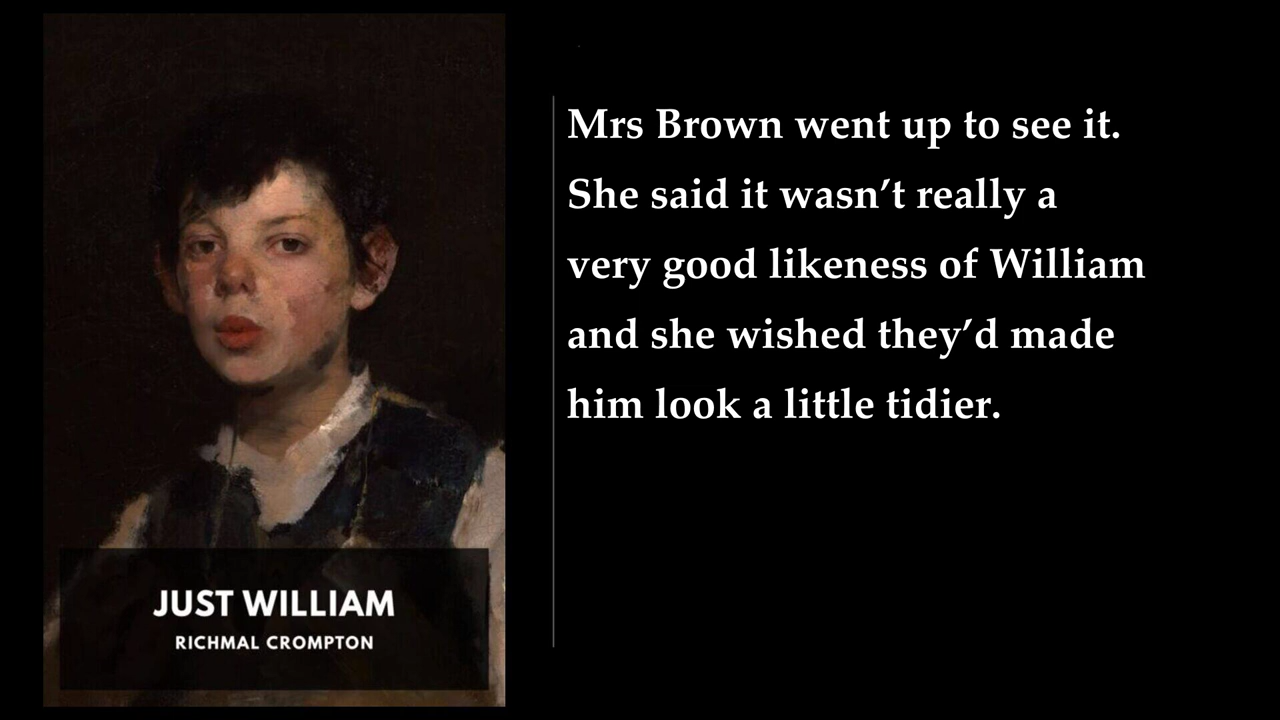 Mrs Brown went up to see it.
She said it wasn’t really a
very good likeness of William
and she wished they’d made
him look a little tidier.
JUST WILLIAM
RICHMAL CROMPTON